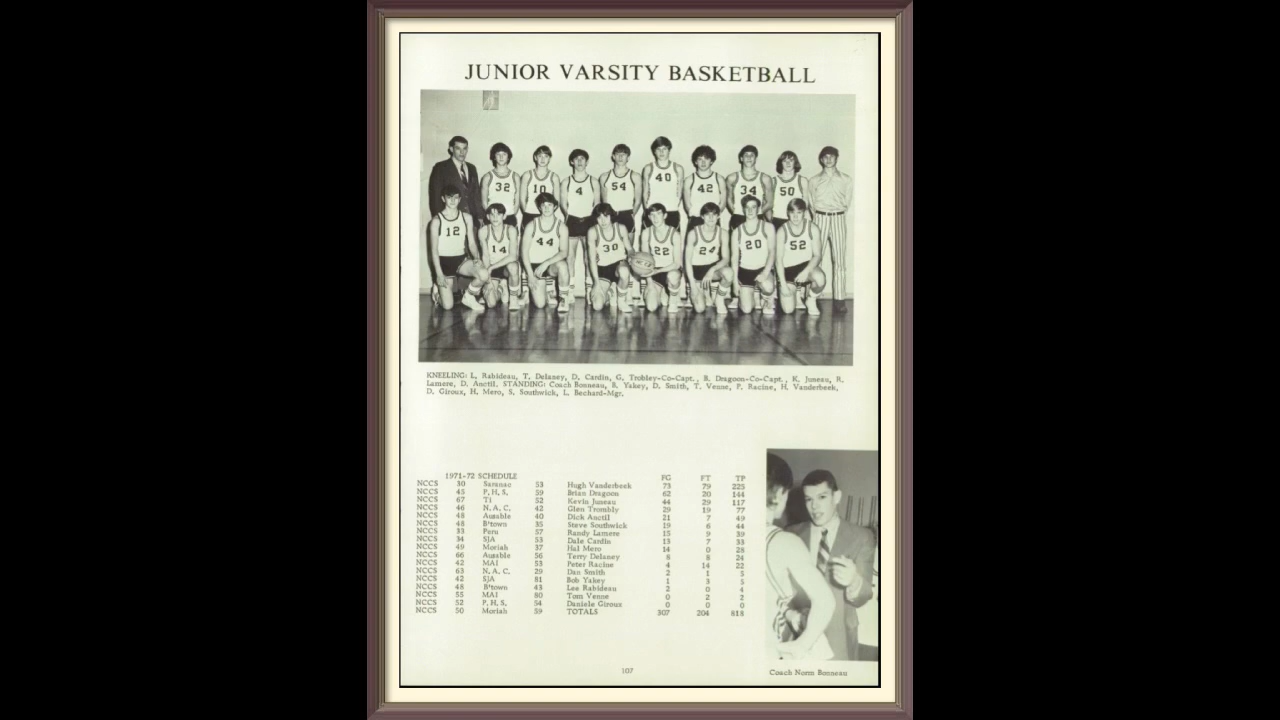 JUNIOR VARSITY BASKETBALL
32 10 4 54 40 42 34 50
12 14 44 30 22 24 20 52
KNEELING: L. Rabideau, T. Delaney, D. Cardin, G. Trobley-Co-Capt., B. Dragoon-Co-Capt., K. Juneau, R.
Lamere, D. Anctil. STANDING: Coach Bonneau, B. Yakey, D. Smith, T. Venne, P. Racine, H. Vanderbeek,
D. Giroux, H. Mero, S. Southwick, L. Bechard-Mgr.
1971-72 SCHEDULE FG FT TP
NCCS 30 Saranac 53 Hugh Vanderbeek 73 79 225
NCCS 45 P.H.S. 59 Brian Dragoon 62 20 144
NCCS 67 Ti 52 Kevin Juneau 44 29 117
NCCS 46 N.A.C. 42 Glen Trombly 29 19 77
NCCS 48 Ausable 40 Dick Anctil 21 7 49
NCCS 48 B'town 35 Steve Southwick 19 6 44
NCCS 33 Peru 57 Randy Lamere 15 9 39
NCCS 34 SJA 53 Dale Cardin 13 7 33
NCCS 49 Moriah 37 Hal Mero 14 0 28
NCCS 66 Ausable 56 Terry Delaney 8 8 24
NCCS 42 MAI 53 Peter Racine 4 14 22
NCCS 63 N.A.C. 29 Dan Smith 2 1 5
NCCS 42 SJA 81 Bob Yakey 1 3 5
NCCS 48 B'town 43 Lee Rabideau 2 0 4
NCCS 55 MAI 80 Tom Venne 0 2 2
NCCS 52 P.H.S. 54 Daniele Giroux 0 0 0
NCCS 50 Moriah 59 TOTALS 307 204 818
107
Coach Norm Bonneau